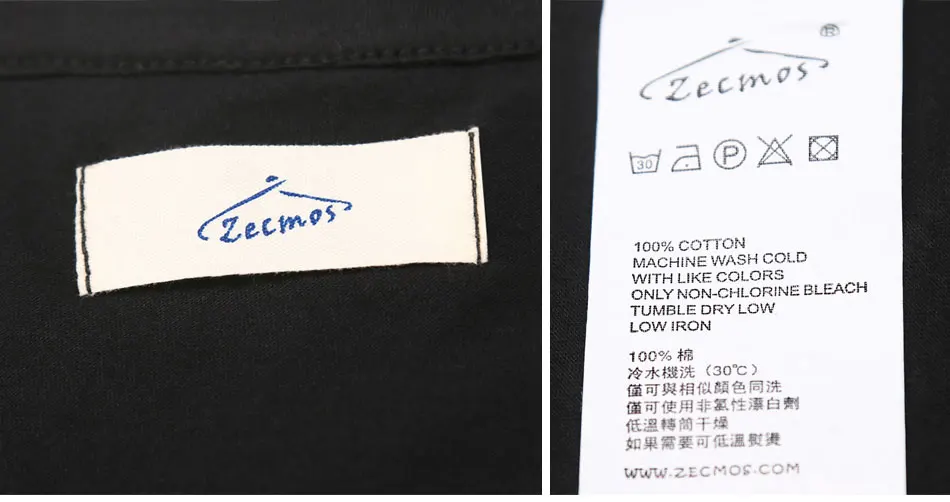 Zecmos
Zecmos®
30 P
100% COTTON
MACHINE WASH COLD
WITH LIKE COLORS
ONLY NON-CHLORINE BLEACH
TUMBLE DRY LOW
LOW IRON
100% 棉
冷水機洗（30℃）
僅可與相似顏色同洗
僅可使用非氯性漂白劑
低溫轉筒干燥
如果需要可低溫熨燙
WWW.ZECMOS.COM